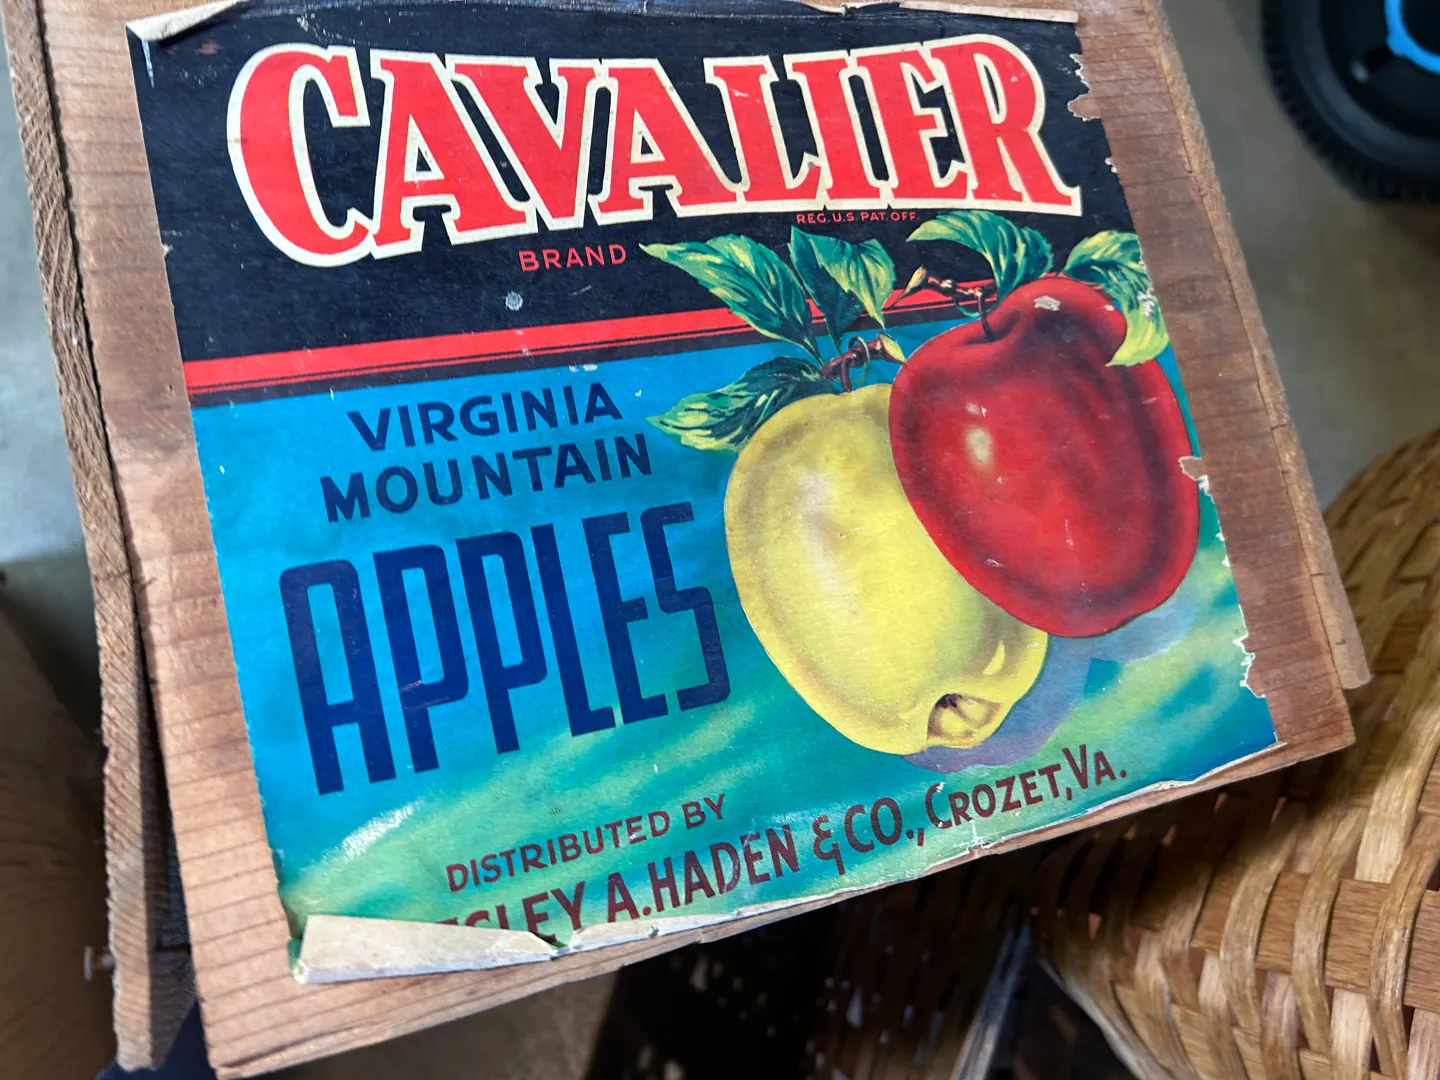 CAVALIER
REG. U.S. PAT. OFF.
BRAND
VIRGINIA
MOUNTAIN
APPLES
DISTRIBUTED BY
A. HADEN & CO., CROZET, VA.